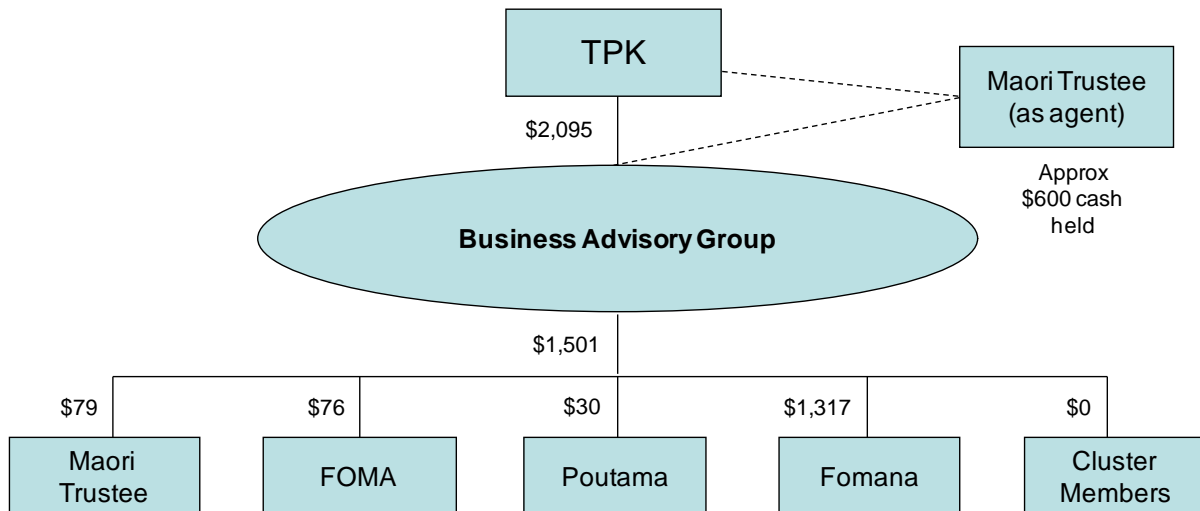 TPK
Maori Trustee
(as agent)
$2,095
Approx
$600 cash
held
Business Advisory Group
$1,501
$79
$76
$30
$1,317
$0
Maori
Trustee
FOMA
Poutama
Fomana
Cluster
Members